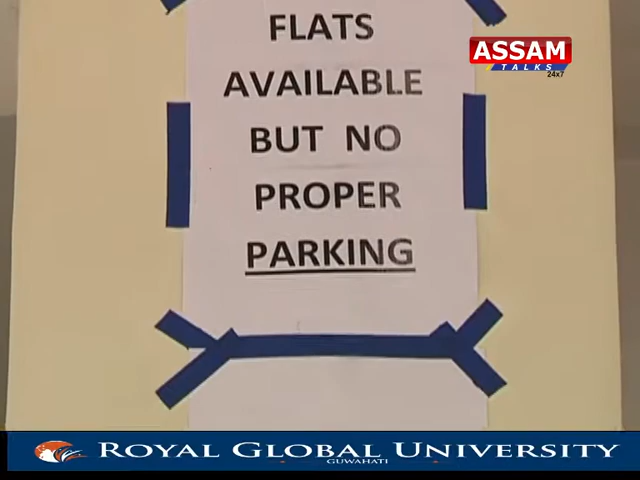 FLATS
AVAILABLE
BUT NO
PROPER
PARKING
ASSAM
TALKS
24x7
ROYAL GLOBAL UNIVERSITY
GUWAHATI